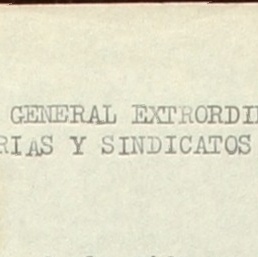 GENERAL EXTRORDI
RIAS Y SINDICATOS